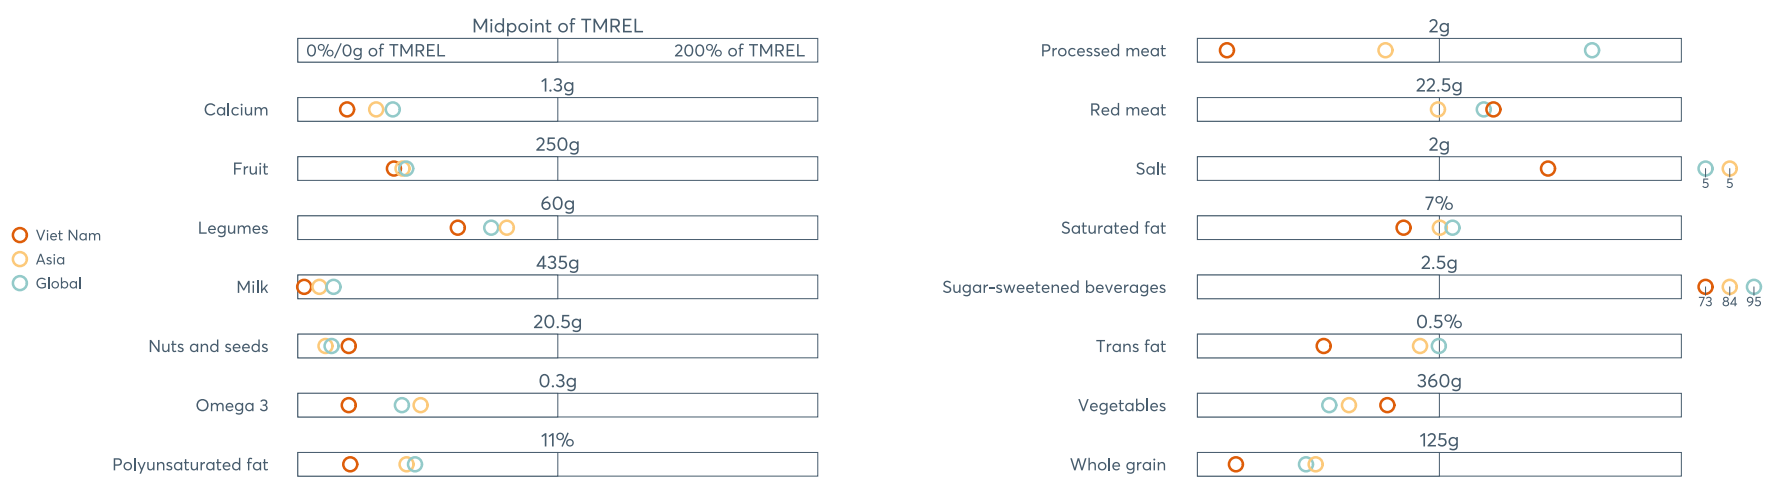 Midpoint of TMREL
0%/0g of TMREL 200% of TMREL
1.3g
Calcium
250g
Fruit
60g
Legumes
435g
Milk
20.5g
Nuts and seeds
0.3g
Omega 3
11%
Polyunsaturated fat
Viet Nam
Asia
Global
2g
Processed meat
22.5g
Red meat
2g
Salt
5 5
7%
Saturated fat
2.5g
Sugar-sweetened beverages
73 84 95
0.5%
Trans fat
360g
Vegetables
125g
Whole grain